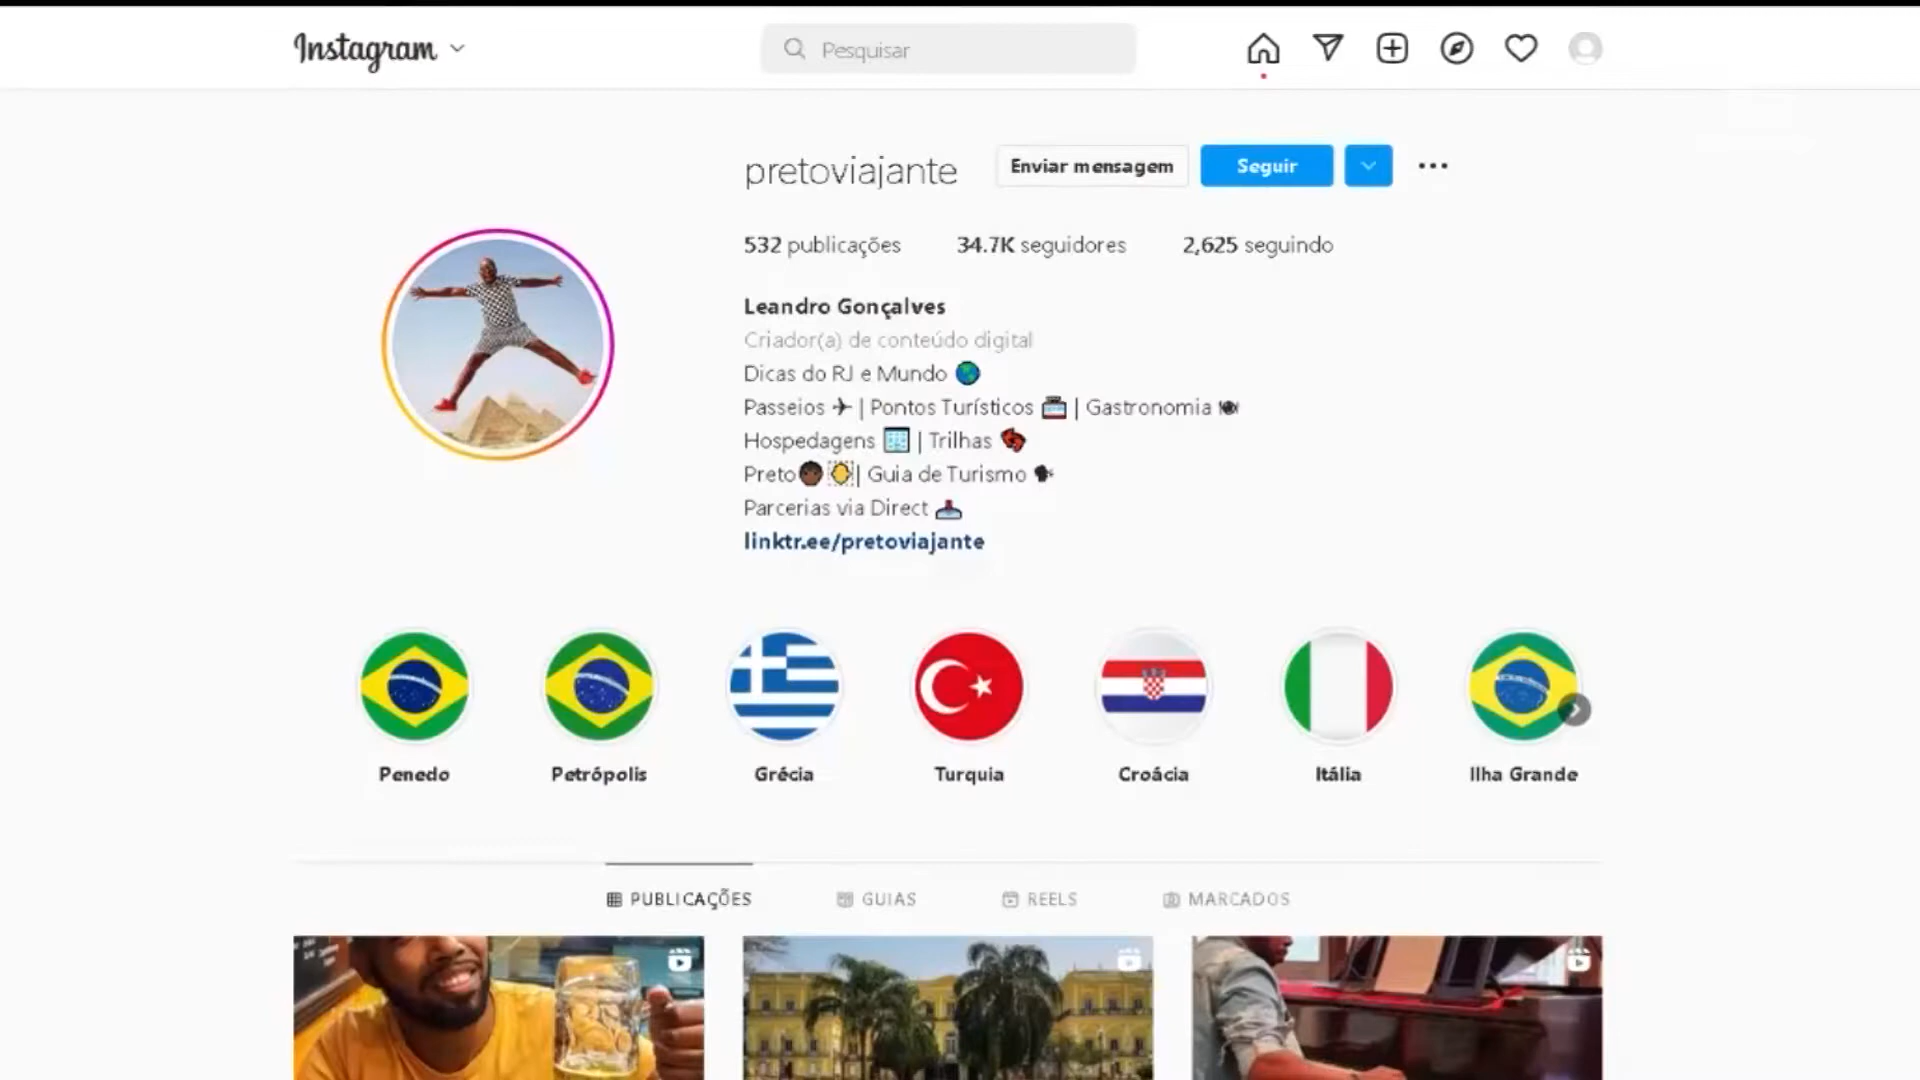 Instagram
Pesquisar
pretoviajante
Enviar mensagem
Seguir
532 publicações 34.7K seguidores 2,625 seguindo
Leandro Gonçalves
Criador(a) de conteúdo digital
Dicas do RJ e Mundo 🌎
Passeios ✈ | Pontos Turísticos | Gastronomia 🍽
Hospedagens | Trilhas 👣
Preto | Guia de Turismo 🗣
Parcerias via Direct
linktr.ee/pretoviajante
Penedo Petrópolis Grécia Turquia Croácia Itália Ilha Grande
PUBLICAÇÕES GUIAS REELS MARCADOS